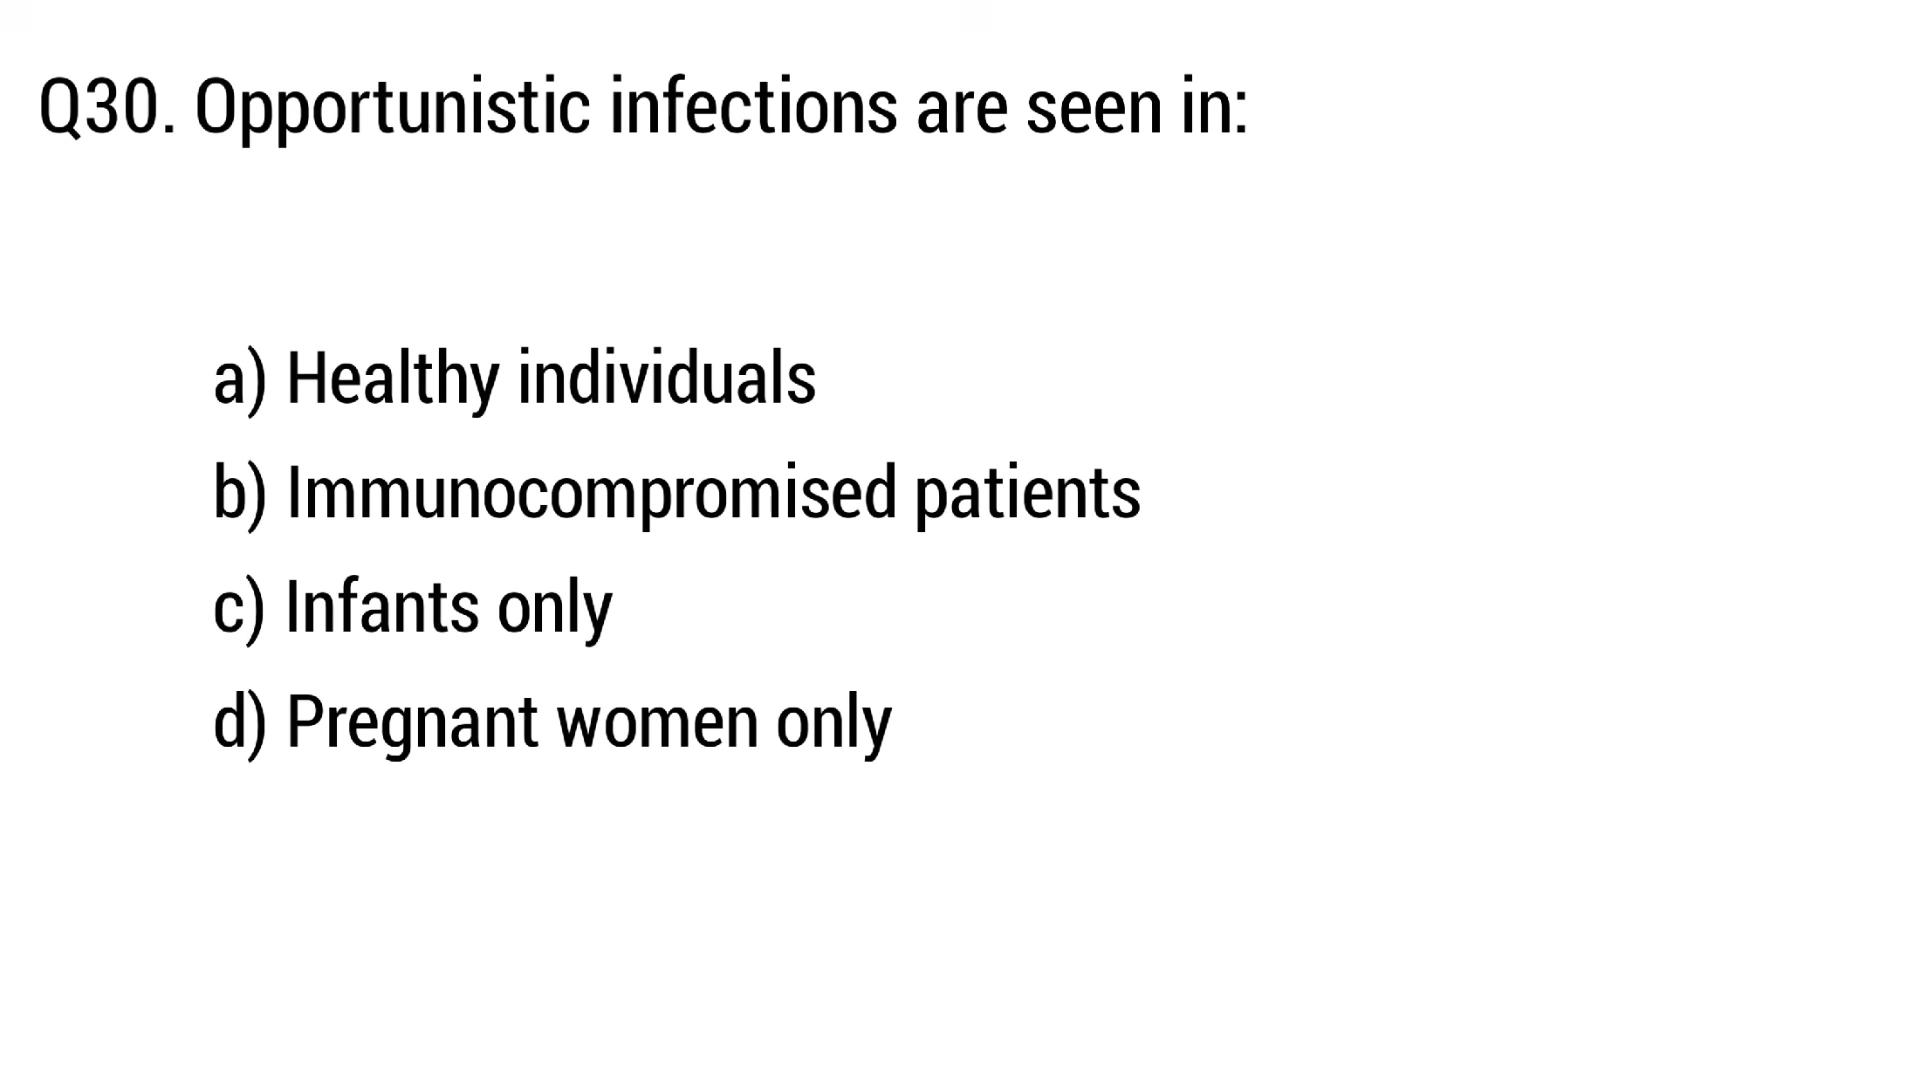 Q30. Opportunistic infections are seen in:
a) Healthy individuals
b) Immunocompromised patients
c) Infants only
d) Pregnant women only